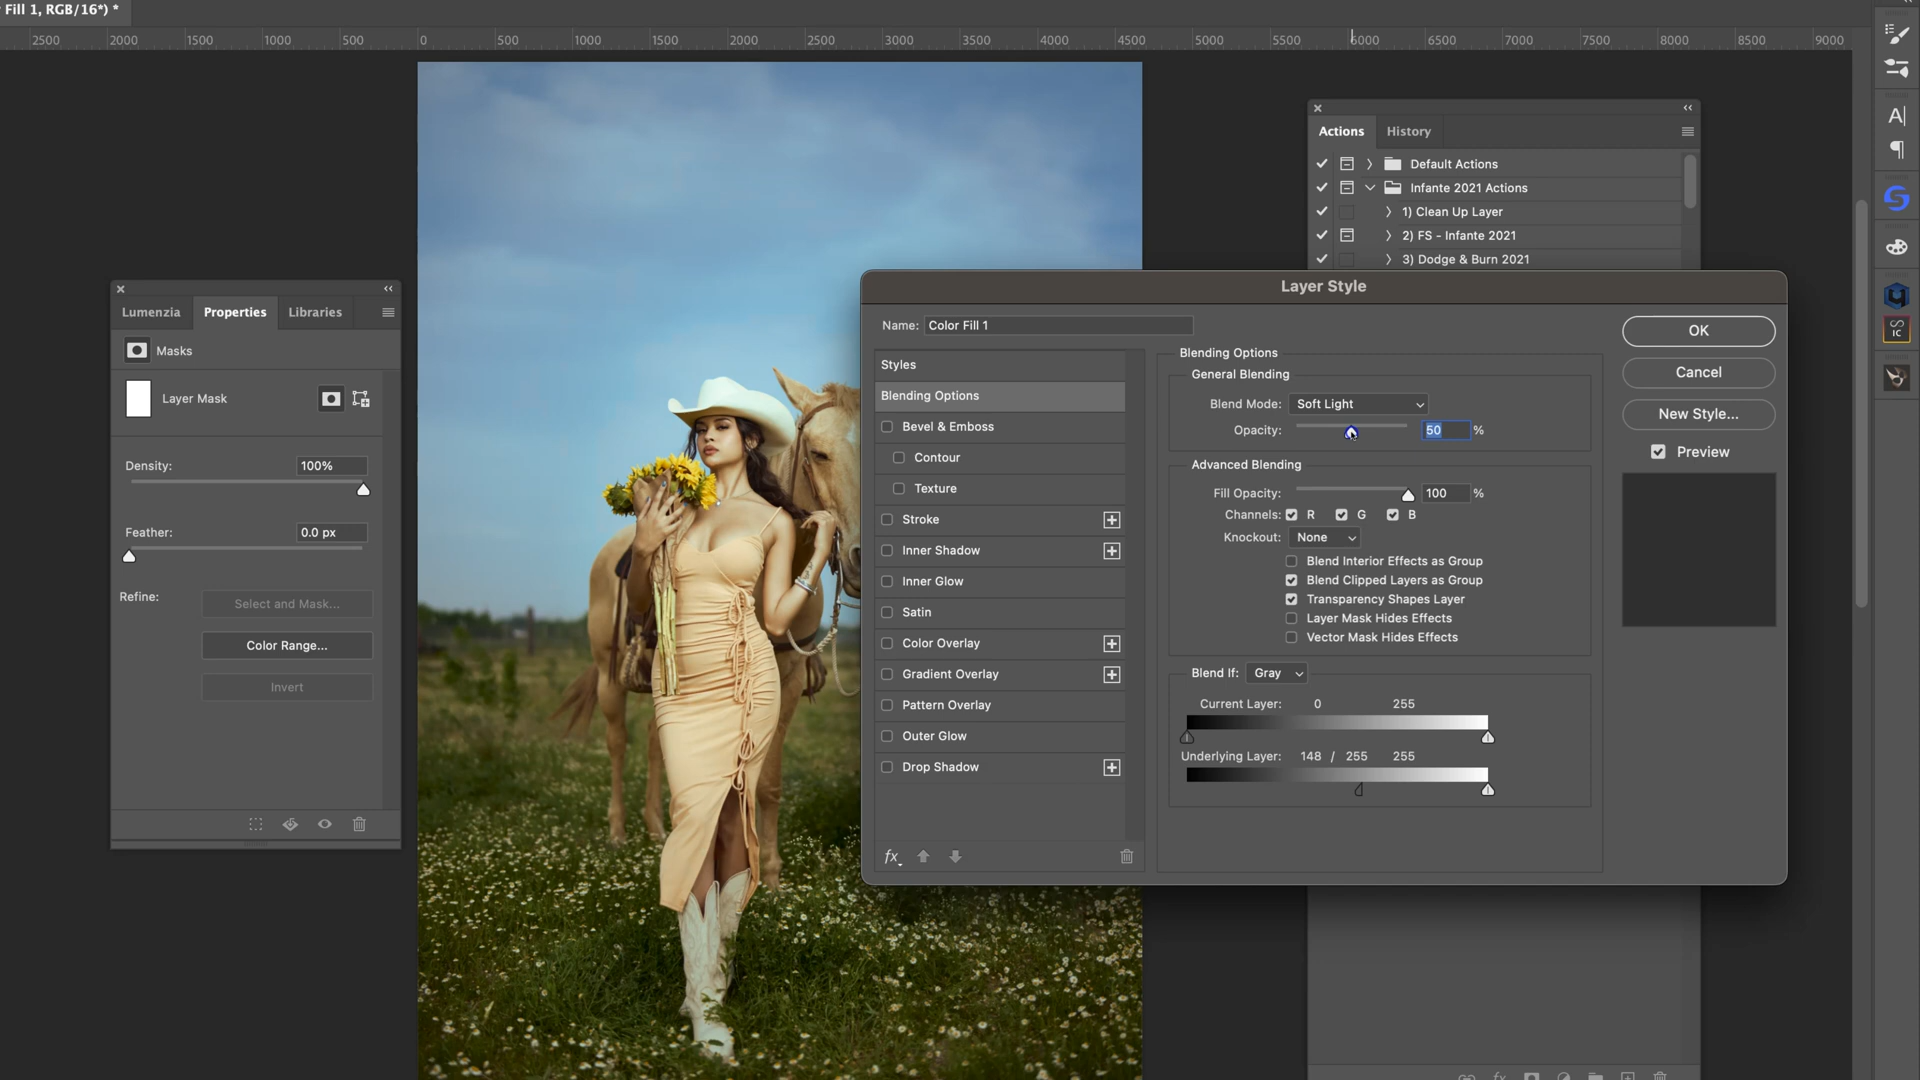 Fill 1, RGB/16*) *
2500 2000 1500 1000 500 0 500 1000 1500 2000 2500 3000 3500 4000 4500 5000 5500 6000 6500 7000 7500 8000 8500 9000
Actions History
Default Actions
Infante 2021 Actions
1) Clean Up Layer
2) FS - Infante 2021
3) Dodge & Burn 2021
Lumenzia Properties Libraries
Masks
Layer Mask
Density: 100%
Feather: 0.0 px
Refine: Select and Mask...
Color Range...
Invert
Layer Style
Name: Color Fill 1
Styles
Blending Options
Bevel & Emboss
Contour
Texture
Stroke
Inner Shadow
Inner Glow
Satin
Color Overlay
Gradient Overlay
Pattern Overlay
Outer Glow
Drop Shadow
fx
Blending Options
General Blending
Blend Mode: Soft Light
Opacity: 50 %
Advanced Blending
Fill Opacity: 100 %
Channels: R G B
Knockout: None
Blend Interior Effects as Group
Blend Clipped Layers as Group
Transparency Shapes Layer
Layer Mask Hides Effects
Vector Mask Hides Effects
Blend If: Gray
Current Layer: 0 255
Underlying Layer: 148 / 255 255
OK
Cancel
New Style...
Preview
A
IC
fx